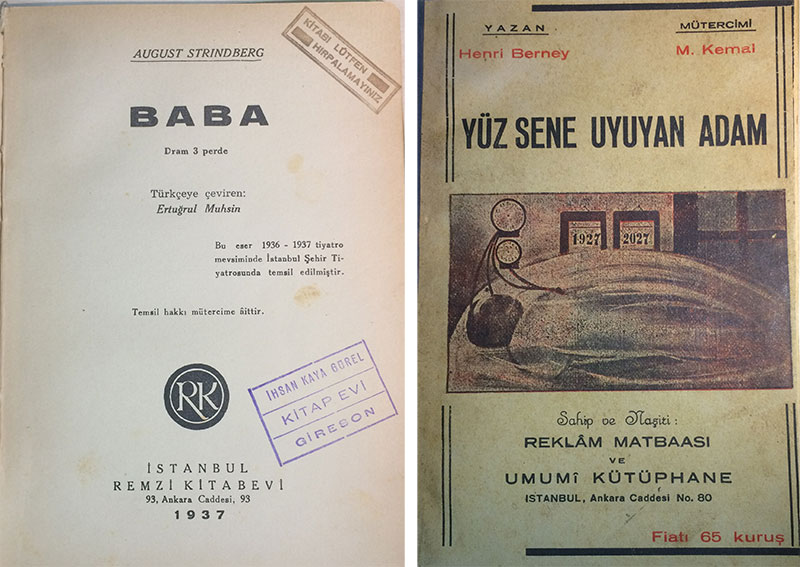 AUGUST STRINDBERG
KİTABI LÜTFEN
HIRPALAMAYINIZ
BABA
Dram 3 perde
Türkçeye çeviren:
Ertuğrul Muhsin
Bu eser 1936 - 1937 tiyatro
mevsiminde İstanbul Şehir Ti-
yatrosunda temsil edilmiştir.
Temsil hakkı mütercime âittir.
RK
İHSAN KAYA GÜREL
KİTAP EVİ
GİRESON
İSTANBUL
REMZİ KİTABEVİ
93, Ankara Caddesi, 93
1937
YAZAN
MÜTERCİMİ
Henri Berney
M. Kemal
YÜZ SENE UYUYAN ADAM
1927
2027
Sahip ve Naşiri :
REKLÂM MATBAASI
VE
UMUMÎ KÜTÜPHANE
ISTANBUL, Ankara Caddesi No. 80
Fiatı 65 kuruş